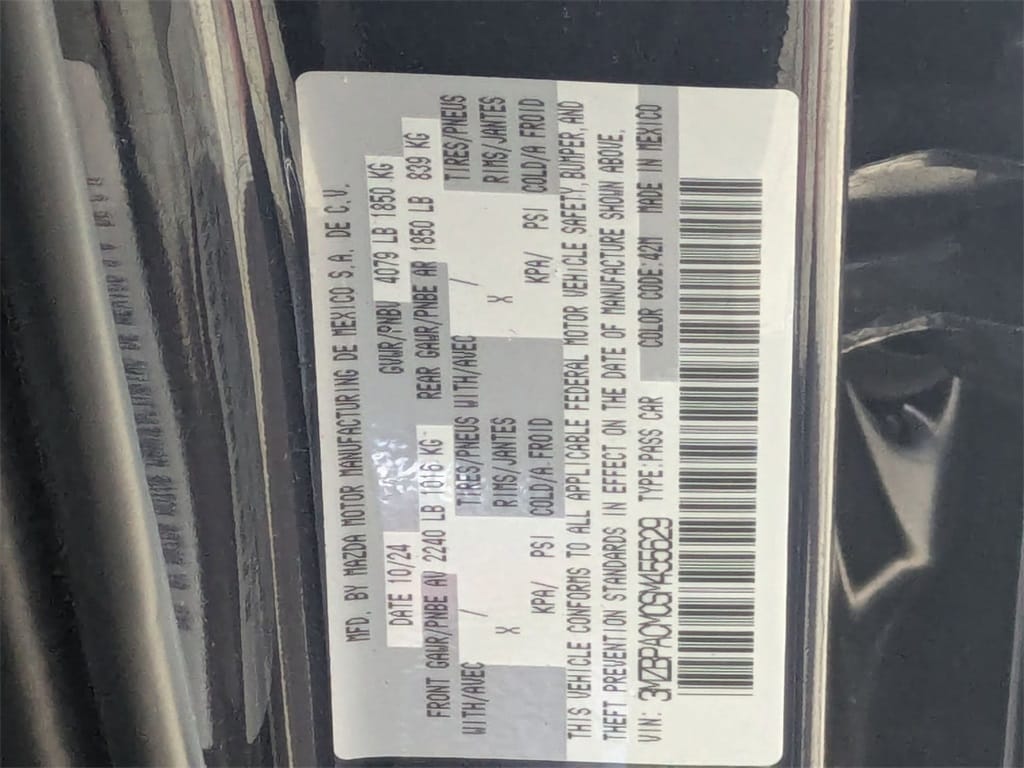 MFD. BY MAZDA MOTOR MANUFACTURING DE MEXICO S.A. DE C.V.
DATE 10/24 GVWR/PNBV 4079 LB 1850 KG
FRONT GAWR/PNBE AV 2240 LB 1016 KG REAR GAWR/PNBE AR 1850 LB 839 KG
WITH/AVEC / TIRES/PNEUS WITH/AVEC / TIRES/PNEUS
X RIMS/JANTES X RIMS/JANTES
KPA/ PSI COLD/A FROID KPA/ PSI COLD/A FROID
THIS VEHICLE CONFORMS TO ALL APPLICABLE FEDERAL MOTOR VEHICLE SAFETY, BUMPER, AND
THEFT PREVENTION STANDARDS IN EFFECT ON THE DATE OF MANUFACTURE SHOWN ABOVE.
VIN: TYPE: PASS CAR COLOR CODE: 42M MADE IN MEXICO